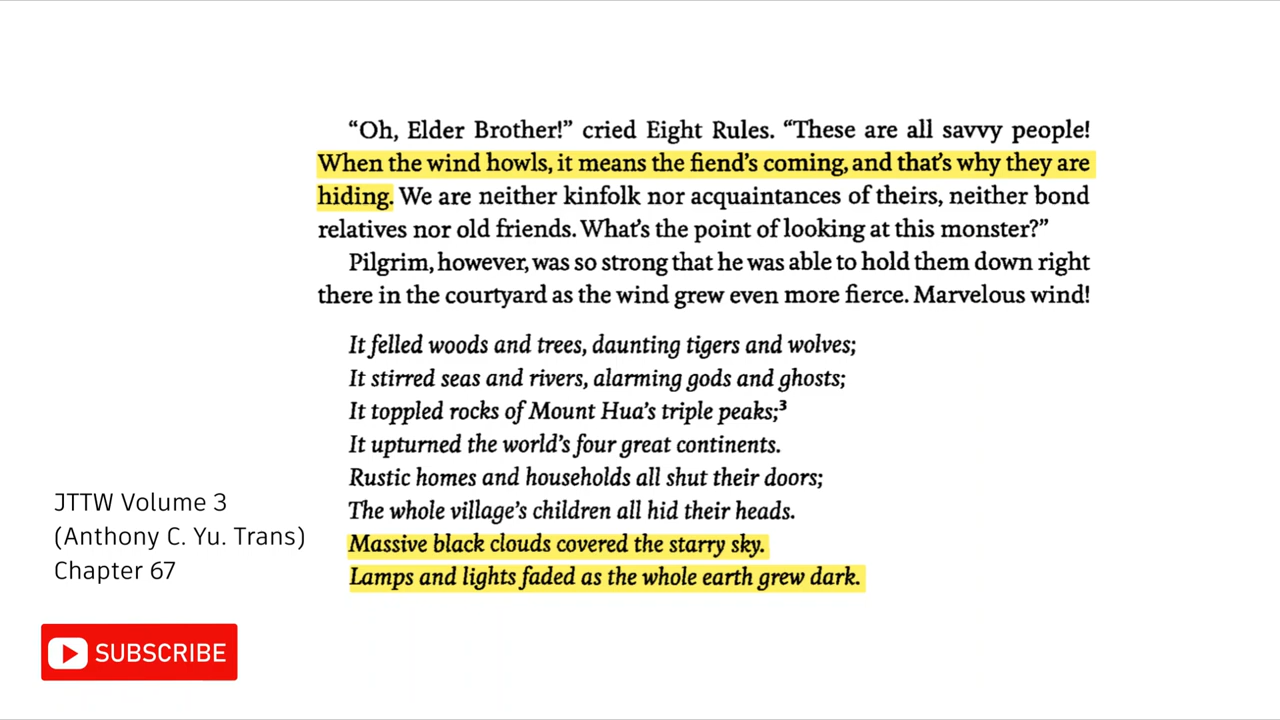 “Oh, Elder Brother!” cried Eight Rules. “These are all savvy people!
When the wind howls, it means the fiend’s coming, and that’s why they are
hiding. We are neither kinfolk nor acquaintances of theirs, neither bond
relatives nor old friends. What’s the point of looking at this monster?”
Pilgrim, however, was so strong that he was able to hold them down right
there in the courtyard as the wind grew even more fierce. Marvelous wind!
It felled woods and trees, daunting tigers and wolves;
It stirred seas and rivers, alarming gods and ghosts;
It toppled rocks of Mount Hua’s triple peaks;³
It upturned the world’s four great continents.
Rustic homes and households all shut their doors;
The whole village’s children all hid their heads.
Massive black clouds covered the starry sky.
Lamps and lights faded as the whole earth grew dark.
JTTW Volume 3
(Anthony C. Yu. Trans)
Chapter 67
SUBSCRIBE